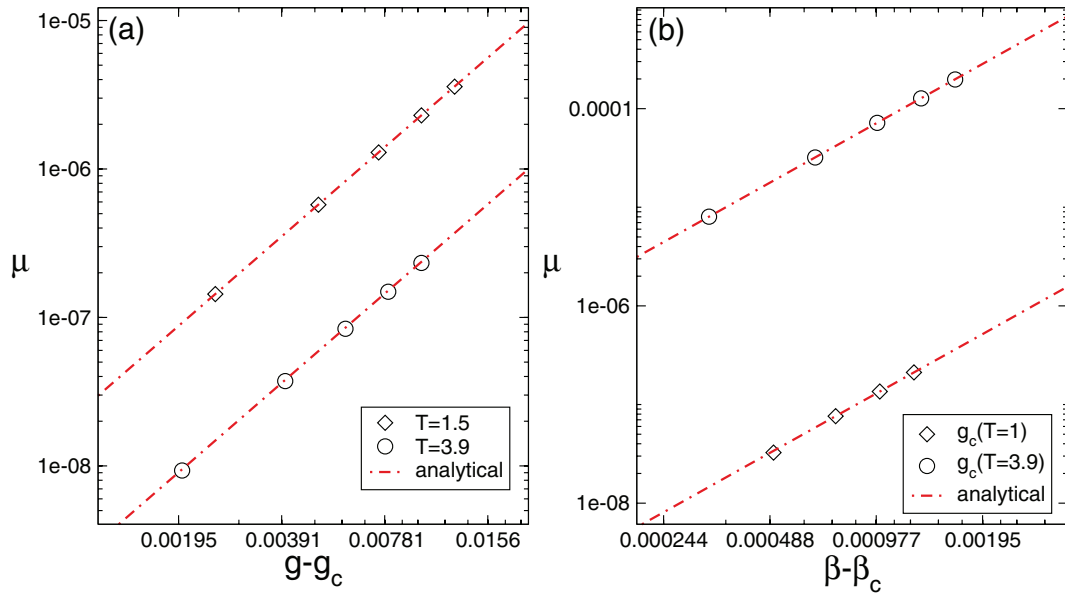 (a)
1e-05
1e-06
1e-07
1e-08
μ
0.00195
0.00391
0.00781
0.0156
g-g_c
T=1.5
T=3.9
analytical
(b)
0.0001
1e-06
1e-08
μ
0.000244
0.000488
0.000977
0.00195
β-β_c
g_c(T=1)
g_c(T=3.9)
analytical